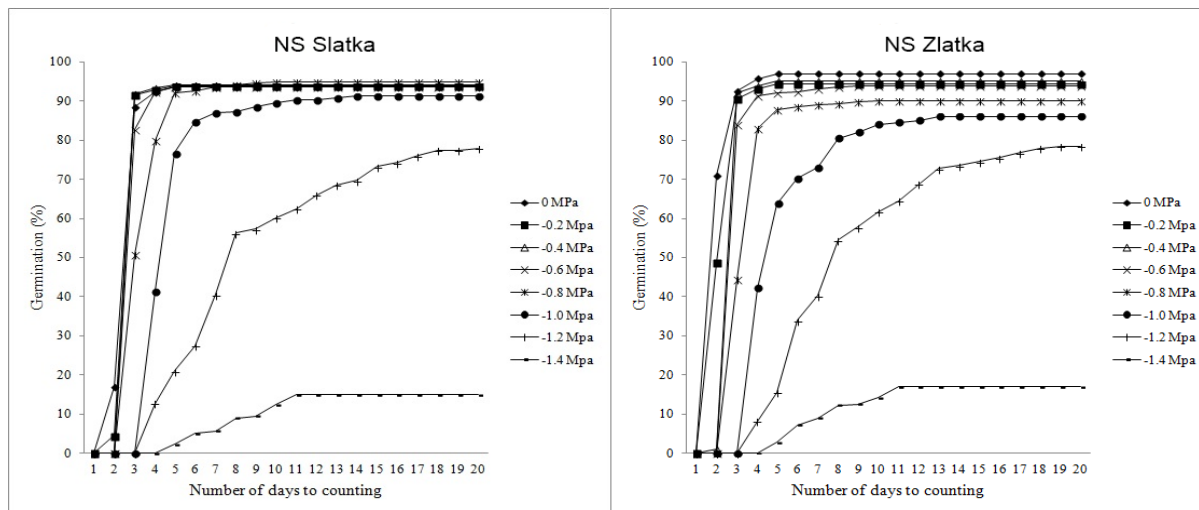 NS Slatka
100
90
80
70
60
50
40
30
20
10
0
Germination (%)
1 2 3 4 5 6 7 8 9 10 11 12 13 14 15 16 17 18 19 20
Number of days to counting
0 MPa
-0.2 Mpa
-0.4 MPa
-0.6 Mpa
-0.8 MPa
-1.0 Mpa
-1.2 Mpa
-1.4 Mpa
NS Zlatka
100
90
80
70
60
50
40
30
20
10
0
Germination (%)
1 2 3 4 5 6 7 8 9 10 11 12 13 14 15 16 17 18 19 20
Number of days to counting
0 MPa
-0.2 Mpa
-0.4 MPa
-0.6 Mpa
-0.8 MPa
-1.0 Mpa
-1.2 Mpa
-1.4 Mpa